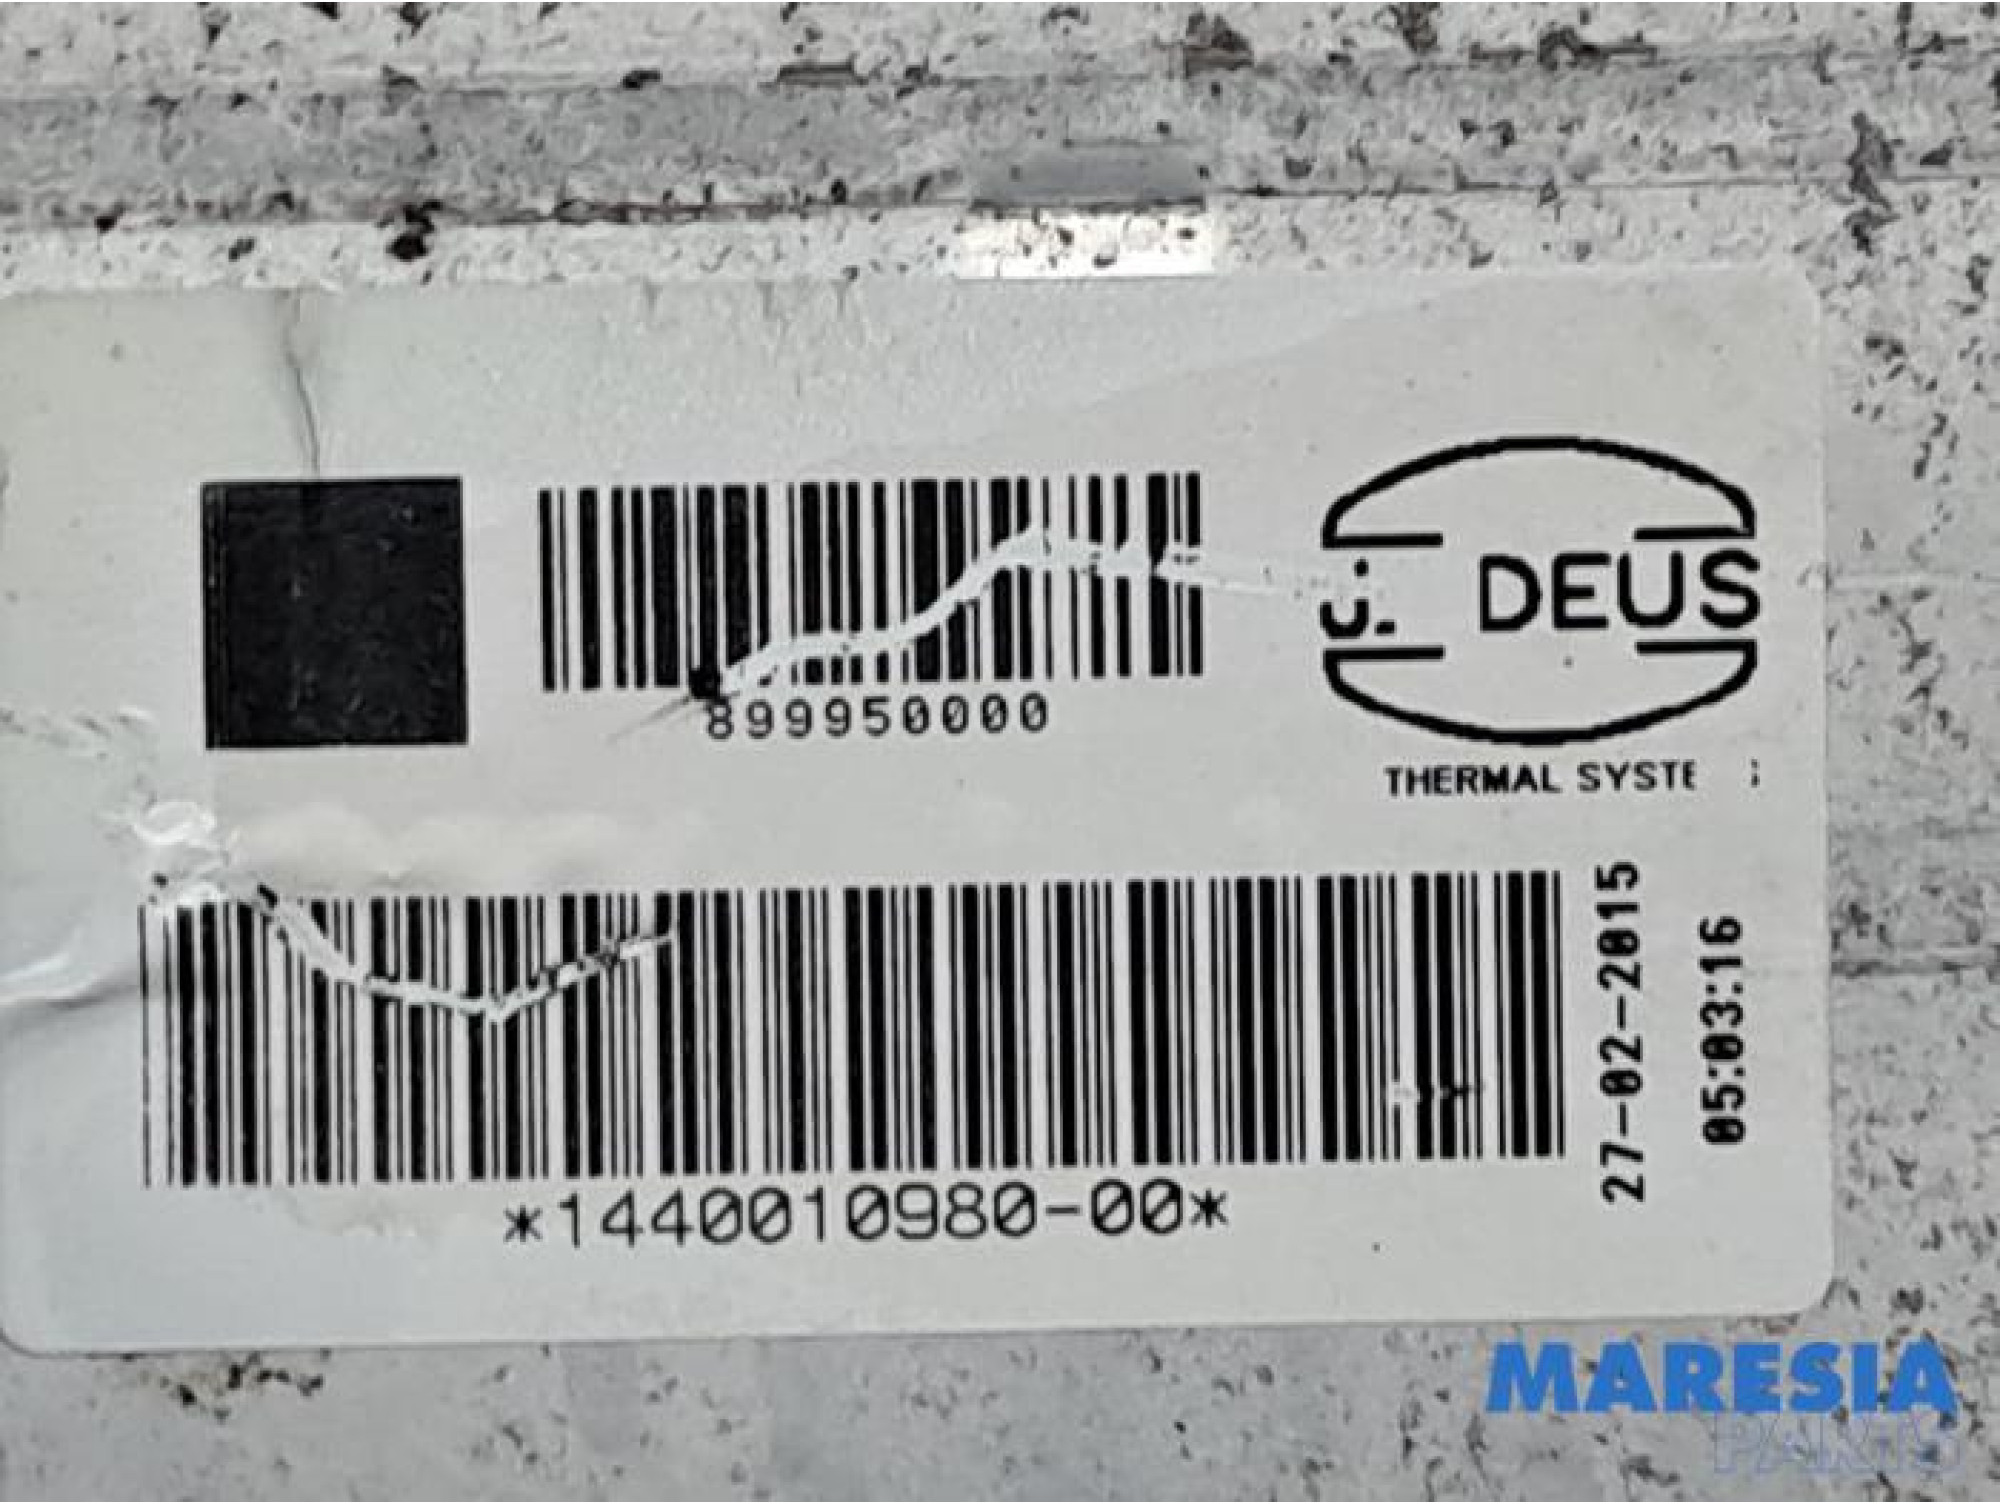 899950000
J. DEUS
THERMAL SYSTE
*1440010980-00*
27-02-2015
05:03:16
MARESIA
PARTS